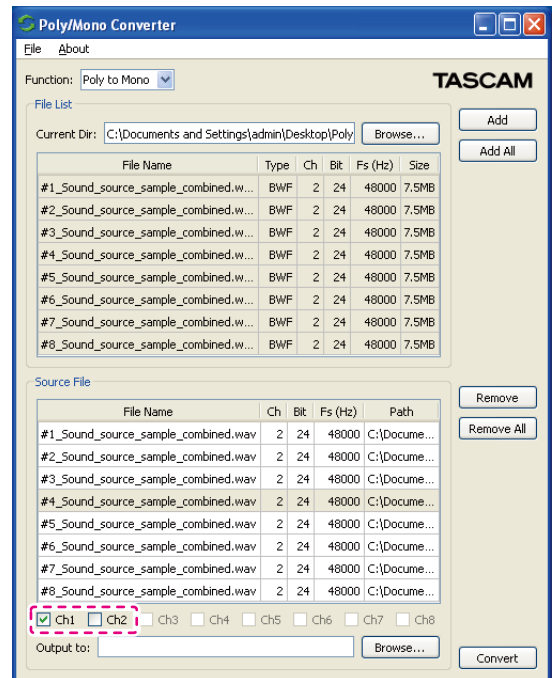 Poly/Mono Converter
File About
Function: Poly to Mono
TASCAM
File List
Current Dir: C:\Documents and Settings\admin\Desktop\Poly Browse...
Add
Add All
File Name Type Ch Bit Fs (Hz) Size
#1_Sound_source_sample_combined.w... BWF 2 24 48000 7.5MB
#2_Sound_source_sample_combined.w... BWF 2 24 48000 7.5MB
#3_Sound_source_sample_combined.w... BWF 2 24 48000 7.5MB
#4_Sound_source_sample_combined.w... BWF 2 24 48000 7.5MB
#5_Sound_source_sample_combined.w... BWF 2 24 48000 7.5MB
#6_Sound_source_sample_combined.w... BWF 2 24 48000 7.5MB
#7_Sound_source_sample_combined.w... BWF 2 24 48000 7.5MB
#8_Sound_source_sample_combined.w... BWF 2 24 48000 7.5MB
Source File
Remove
Remove All
File Name Ch Bit Fs (Hz) Path
#1_Sound_source_sample_combined.wav 2 24 48000 C:\Docume...
#2_Sound_source_sample_combined.wav 2 24 48000 C:\Docume...
#3_Sound_source_sample_combined.wav 2 24 48000 C:\Docume...
#4_Sound_source_sample_combined.wav 2 24 48000 C:\Docume...
#5_Sound_source_sample_combined.wav 2 24 48000 C:\Docume...
#6_Sound_source_sample_combined.wav 2 24 48000 C:\Docume...
#7_Sound_source_sample_combined.wav 2 24 48000 C:\Docume...
#8_Sound_source_sample_combined.wav 2 24 48000 C:\Docume...
Ch1 Ch2 Ch3 Ch4 Ch5 Ch6 Ch7 Ch8
Output to: Browse...
Convert